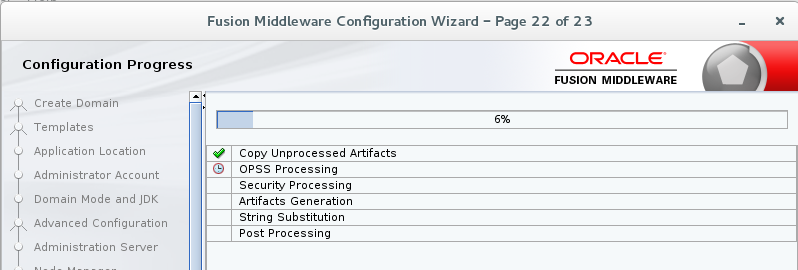 Fusion Middleware Configuration Wizard – Page 22 of 23
Configuration Progress
ORACLE
FUSION MIDDLEWARE
Create Domain
Templates
Application Location
Administrator Account
Domain Mode and JDK
Advanced Configuration
Administration Server
6%
Copy Unprocessed Artifacts
OPSS Processing
Security Processing
Artifacts Generation
String Substitution
Post Processing